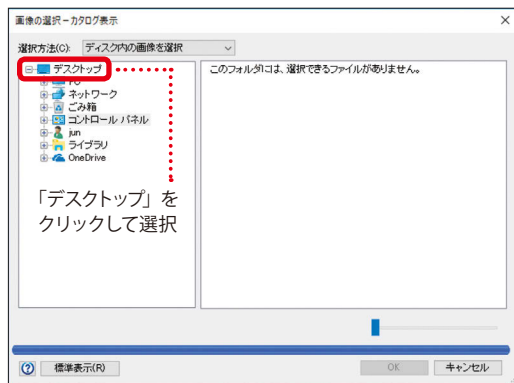 画像の選択－カタログ表示
選択方法(C): ディスク内の画像を選択
デスクトップ
PC
ネットワーク
ごみ箱
コントロール パネル
jun
ライブラリ
OneDrive
このフォルダには、選択できるファイルがありません。
「デスクトップ」を
クリックして選択
標準表示(R)
OK
キャンセル